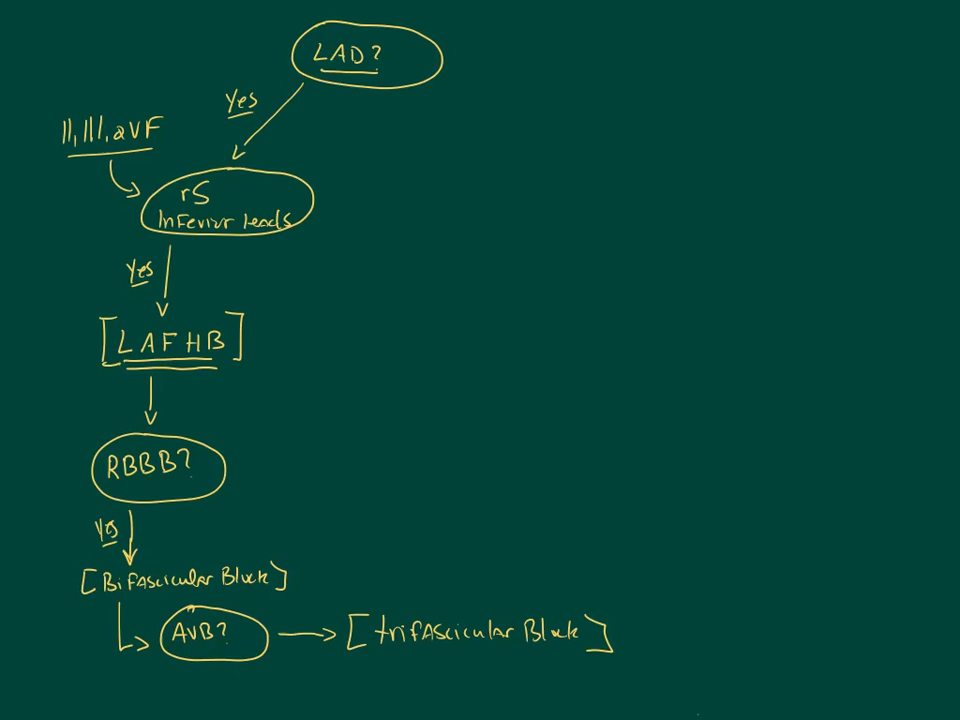 LAD?
Yes
II, III, aVF
rS
Inferior leads
Yes
[LAFHB]
RBBB?
Yes
[Bifascicular Block]
AVB?
[trifascicular Block]